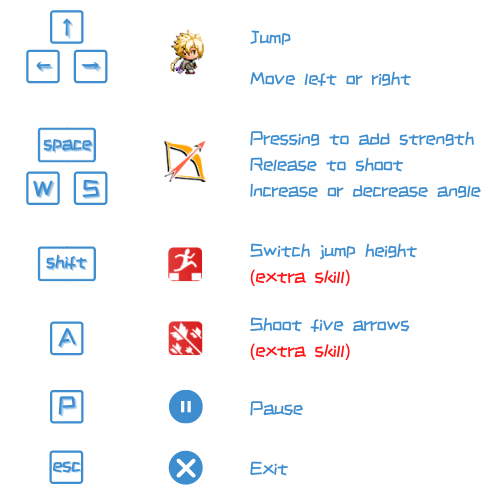 ↑
Jump
← →
Move left or right
space
Pressing to add strength
Release to shoot
W S
Increase or decrease angle
shift
Switch jump height
(extra skill)
A
Shoot five arrows
(extra skill)
P
Pause
esc
Exit